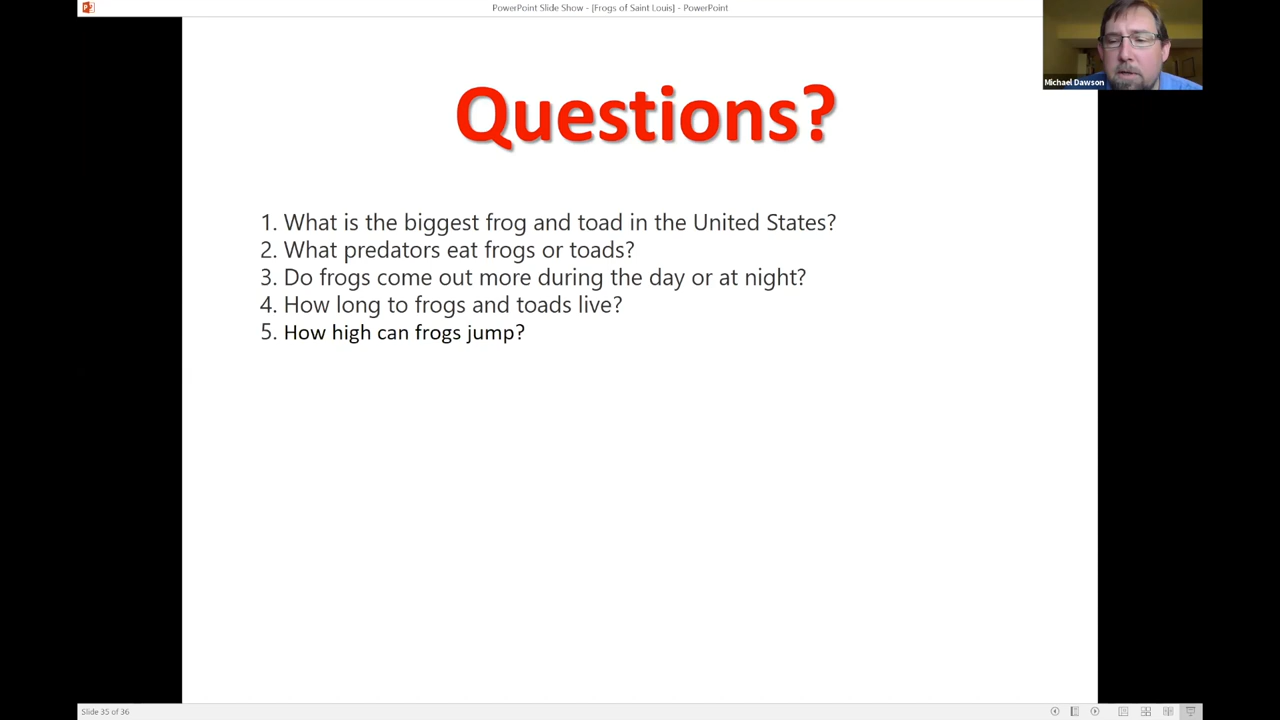 PowerPoint Slide Show - [Frogs of Saint Louis] - PowerPoint
Michael Dawson
Questions?
1. What is the biggest frog and toad in the United States?
2. What predators eat frogs or toads?
3. Do frogs come out more during the day or at night?
4. How long to frogs and toads live?
5. How high can frogs jump?
Slide 35 of 36